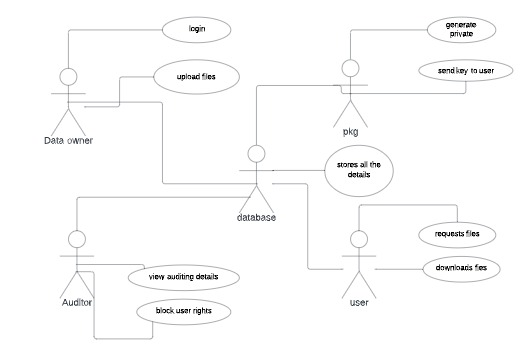 login
generate
private
upload files
send key to user
pkg
Data owner
stores all the
details
database
requests files
view auditing details
downloads fies
Auditor
user
block user rights